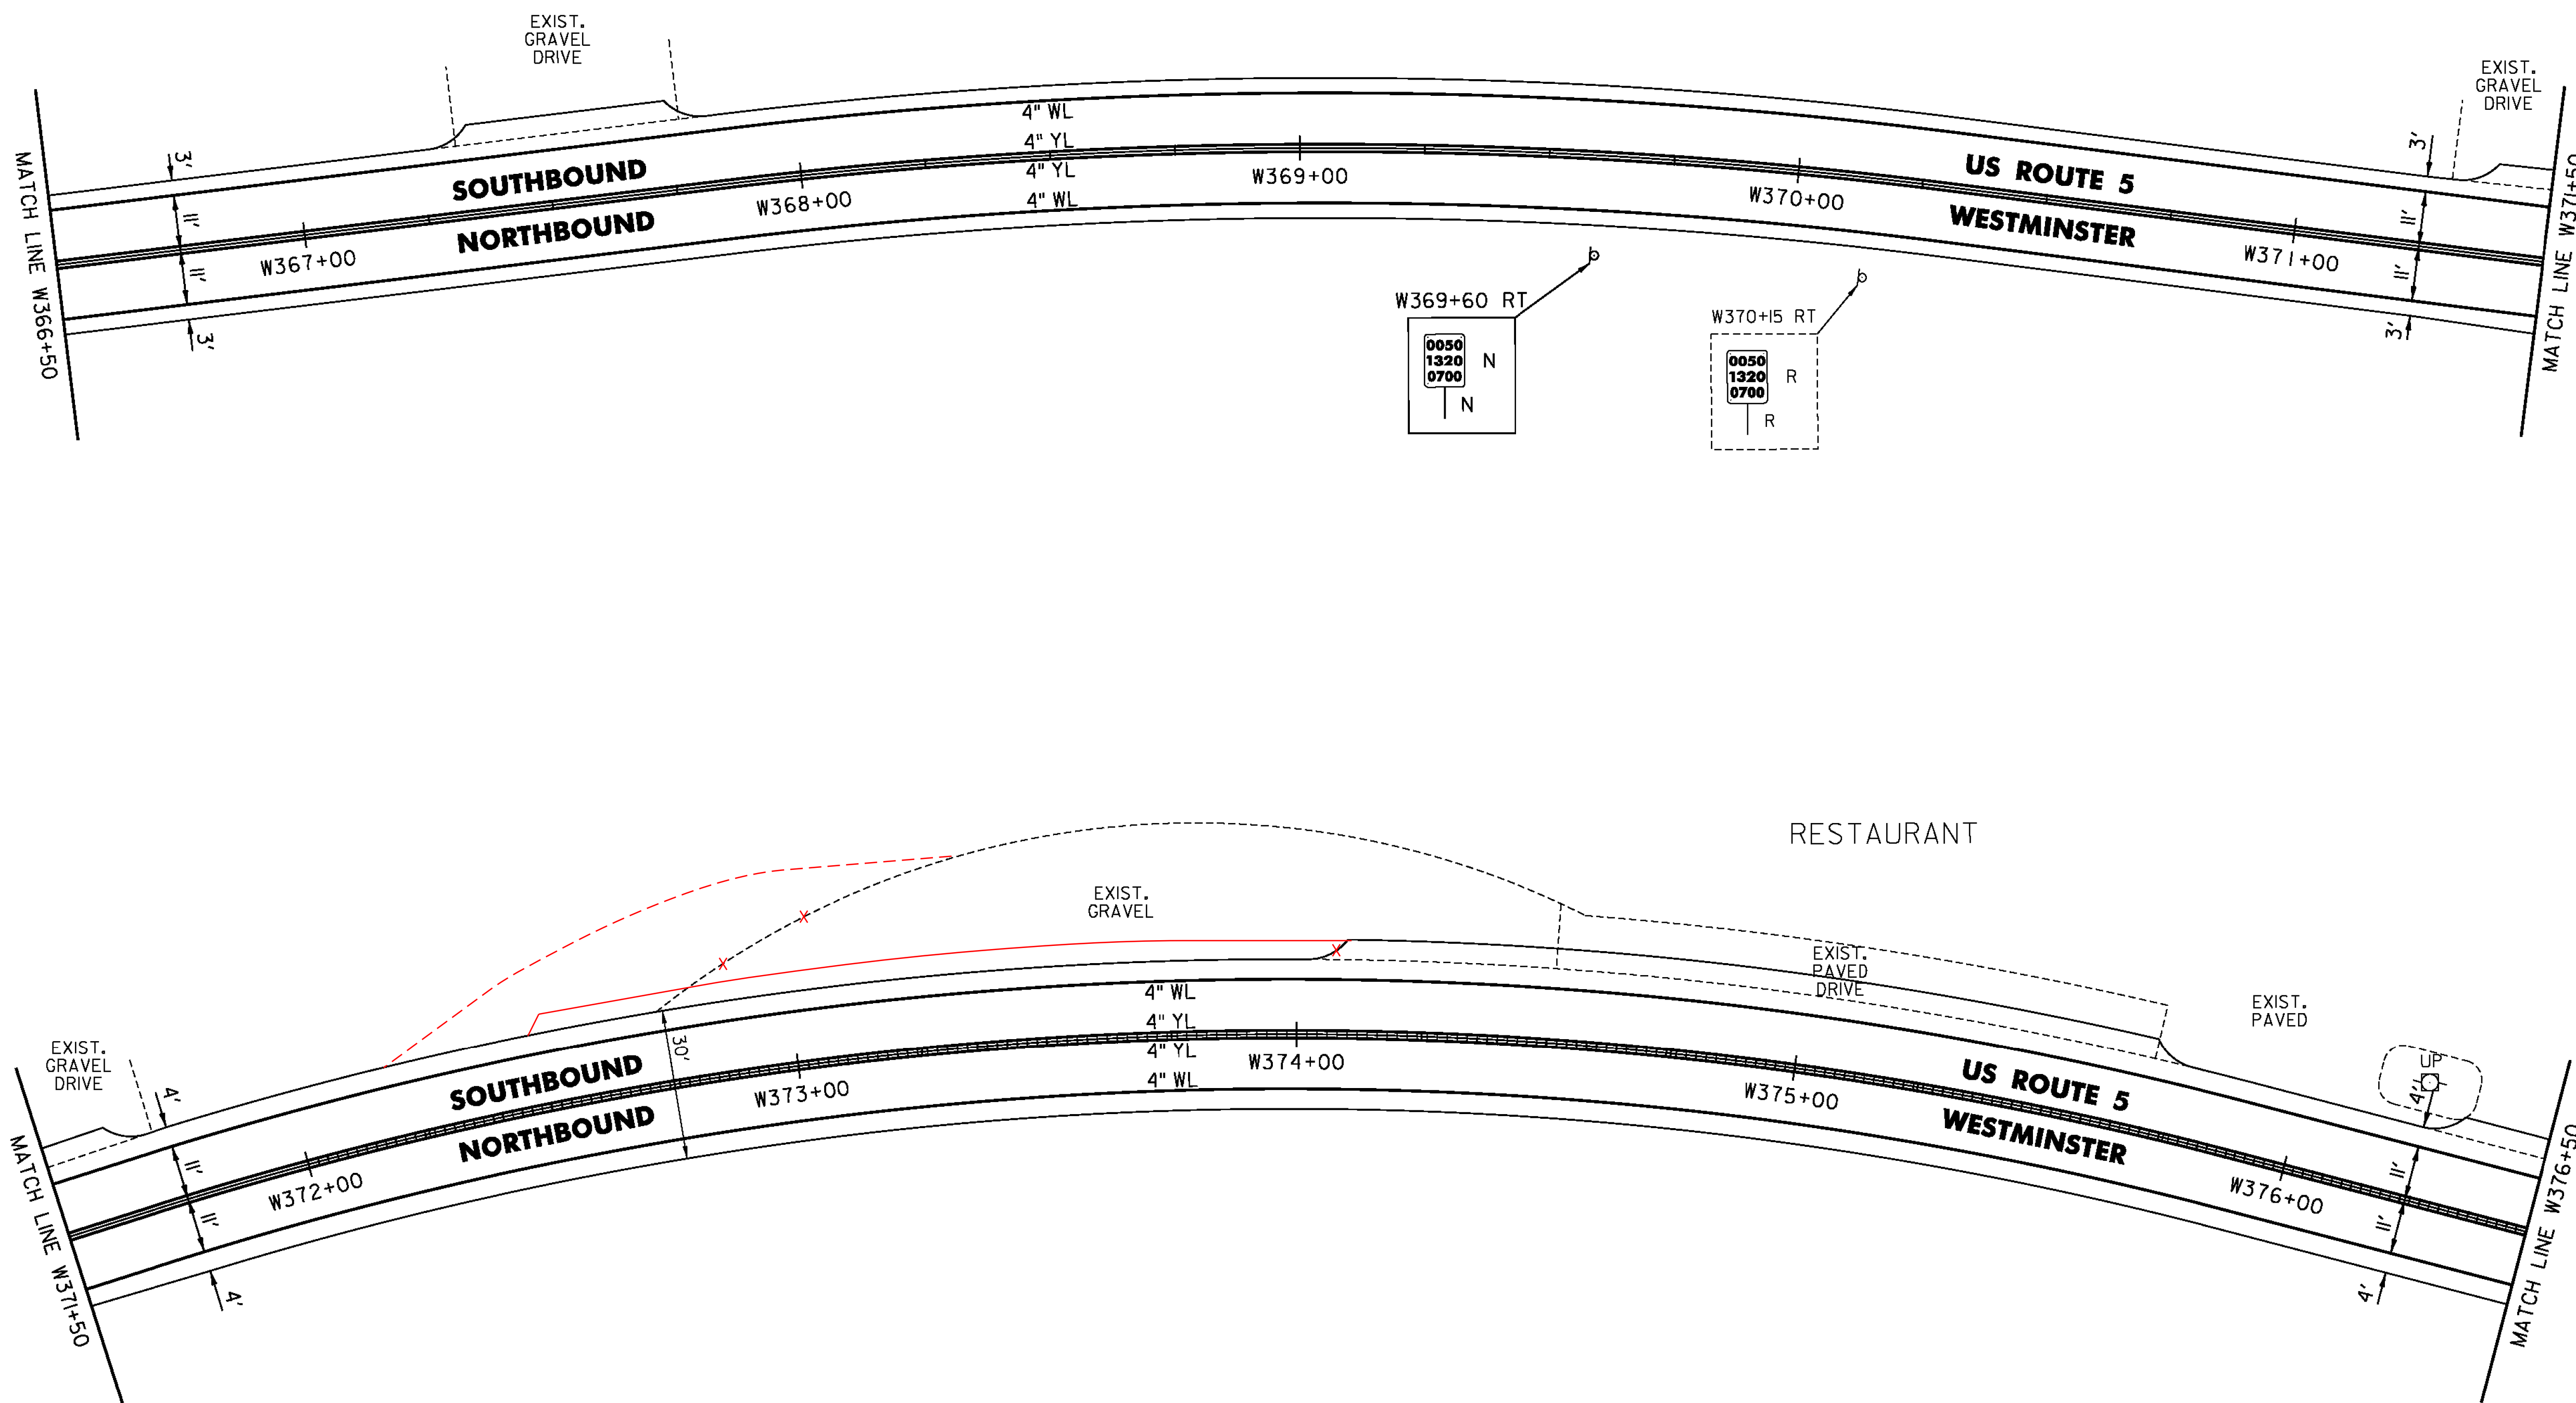 EXIST.
GRAVEL
DRIVE
EXIST.
GRAVEL
DRIVE
MATCH LINE W366+50
3'
11'
11'
3'
SOUTHBOUND
NORTHBOUND
W367+00
W368+00
4" WL
4" YL
4" YL
4" WL
W369+00
W370+00
US ROUTE 5
WESTMINSTER
W371+00
3'
11'
11'
3'
MATCH LINE W371+50
W369+60 RT
0050
1320
0700
N
N
W370+15 RT
0050
1320
0700
R
R
RESTAURANT
EXIST.
GRAVEL
X
X
X
EXIST.
PAVED
DRIVE
EXIST.
PAVED
EXIST.
GRAVEL
DRIVE
MATCH LINE W371+50
4'
11'
11'
4'
SOUTHBOUND
NORTHBOUND
30'
W372+00
W373+00
4" WL
4" YL
4" YL
4" WL
W374+00
W375+00
US ROUTE 5
WESTMINSTER
W376+00
UP
4'
11'
11'
4'
MATCH LINE W376+50